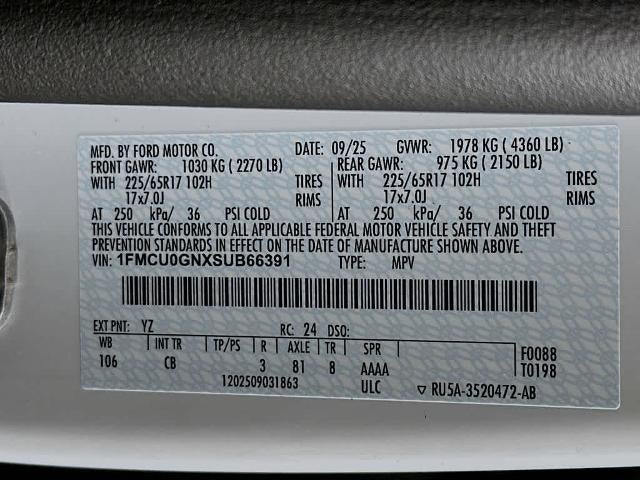 MFD. BY FORD MOTOR CO. DATE: 09/25 GVWR: 1978 KG ( 4360 LB)
FRONT GAWR: 1030 KG ( 2270 LB) REAR GAWR: 975 KG ( 2150 LB)
WITH 225/65R17 102H TIRES WITH 225/65R17 102H TIRES
17x7.0J RIMS 17x7.0J RIMS
AT 250 kPa/ 36 PSI COLD AT 250 kPa/ 36 PSI COLD
THIS VEHICLE CONFORMS TO ALL APPLICABLE FEDERAL MOTOR VEHICLE SAFETY AND THEFT
PREVENTION STANDARDS IN EFFECT ON THE DATE OF MANUFACTURE SHOWN ABOVE.
VIN: 1FMCU0GNXSUB66391 TYPE: MPV
EXT PNT: YZ RC: 24 DSO:
WB INT TR TP/PS R AXLE TR SPR F0088
106 CB 3 81 8 AAAA T0198
1202509031863 ULC ▽ RU5A-3520472-AB